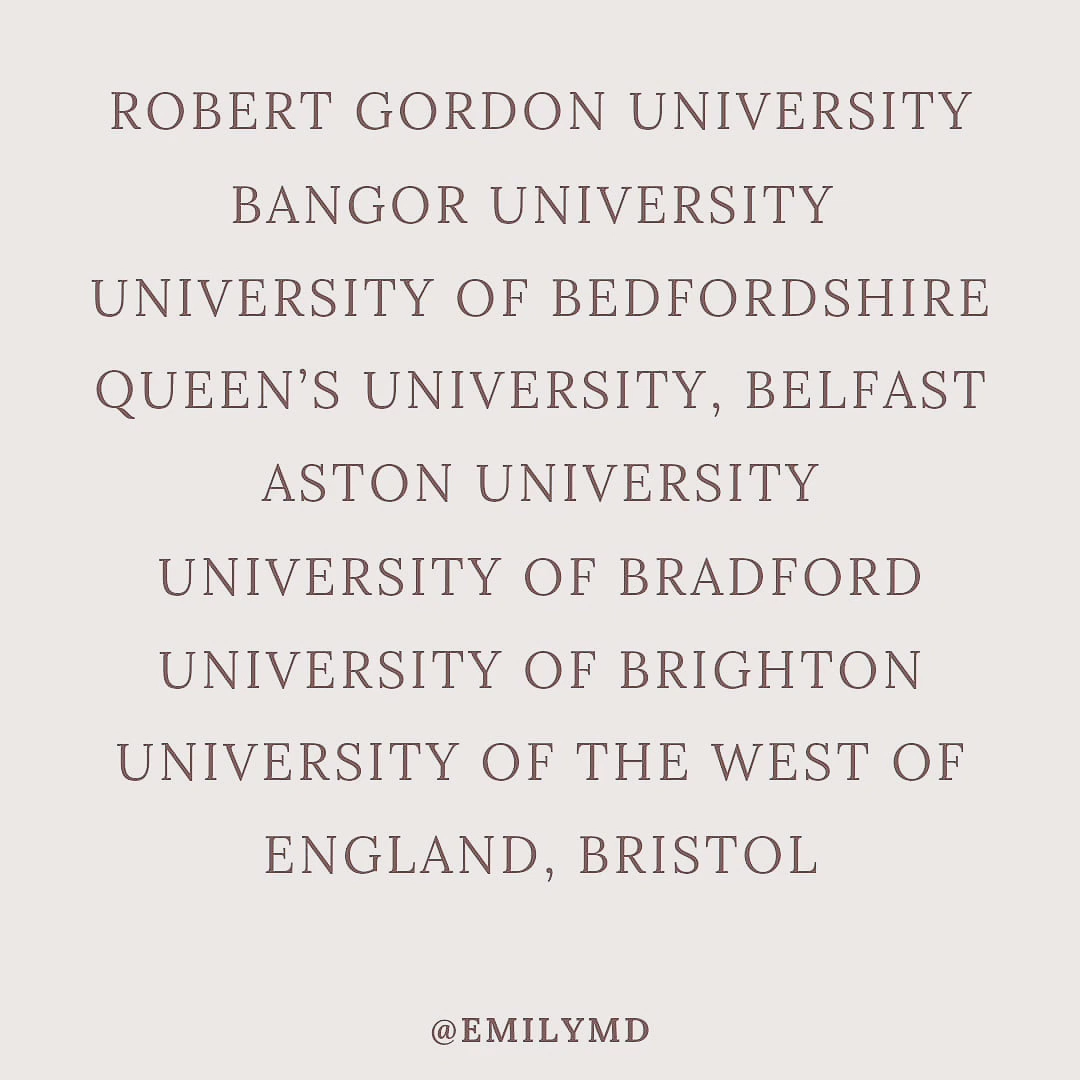 ROBERT GORDON UNIVERSITY
BANGOR UNIVERSITY
UNIVERSITY OF BEDFORDSHIRE
QUEEN’S UNIVERSITY, BELFAST
ASTON UNIVERSITY
UNIVERSITY OF BRADFORD
UNIVERSITY OF BRIGHTON
UNIVERSITY OF THE WEST OF
ENGLAND, BRISTOL
@EMILYMD